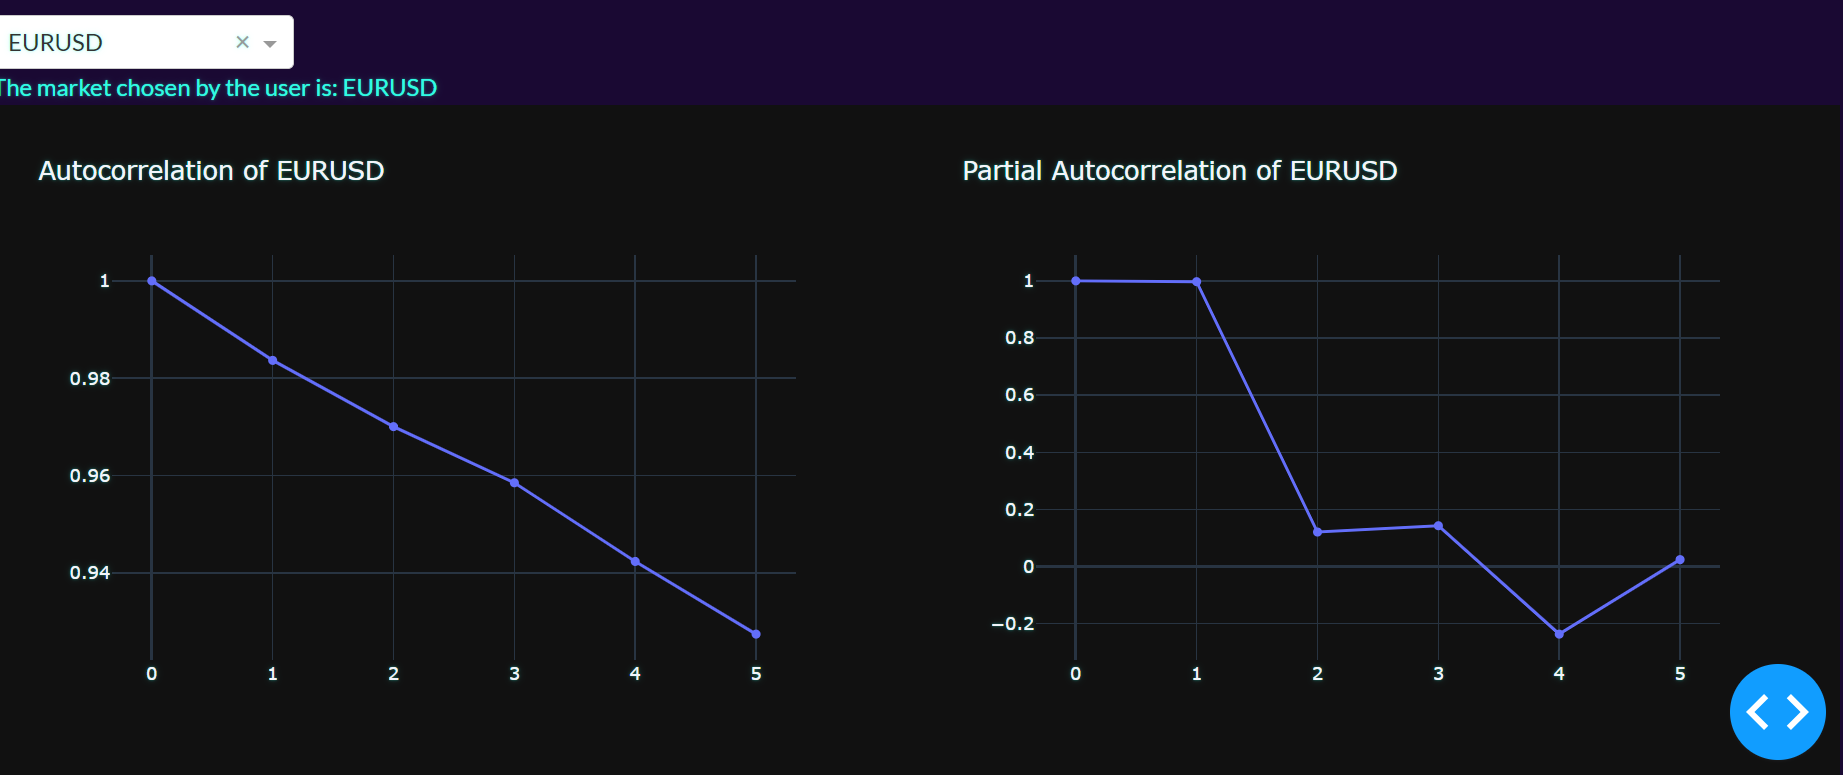 EURUSD
The market chosen by the user is: EURUSD
Autocorrelation of EURUSD
1
0.98
0.96
0.94
0 1 2 3 4 5
Partial Autocorrelation of EURUSD
1
0.8
0.6
0.4
0.2
0
−0.2
0 1 2 3 4 5